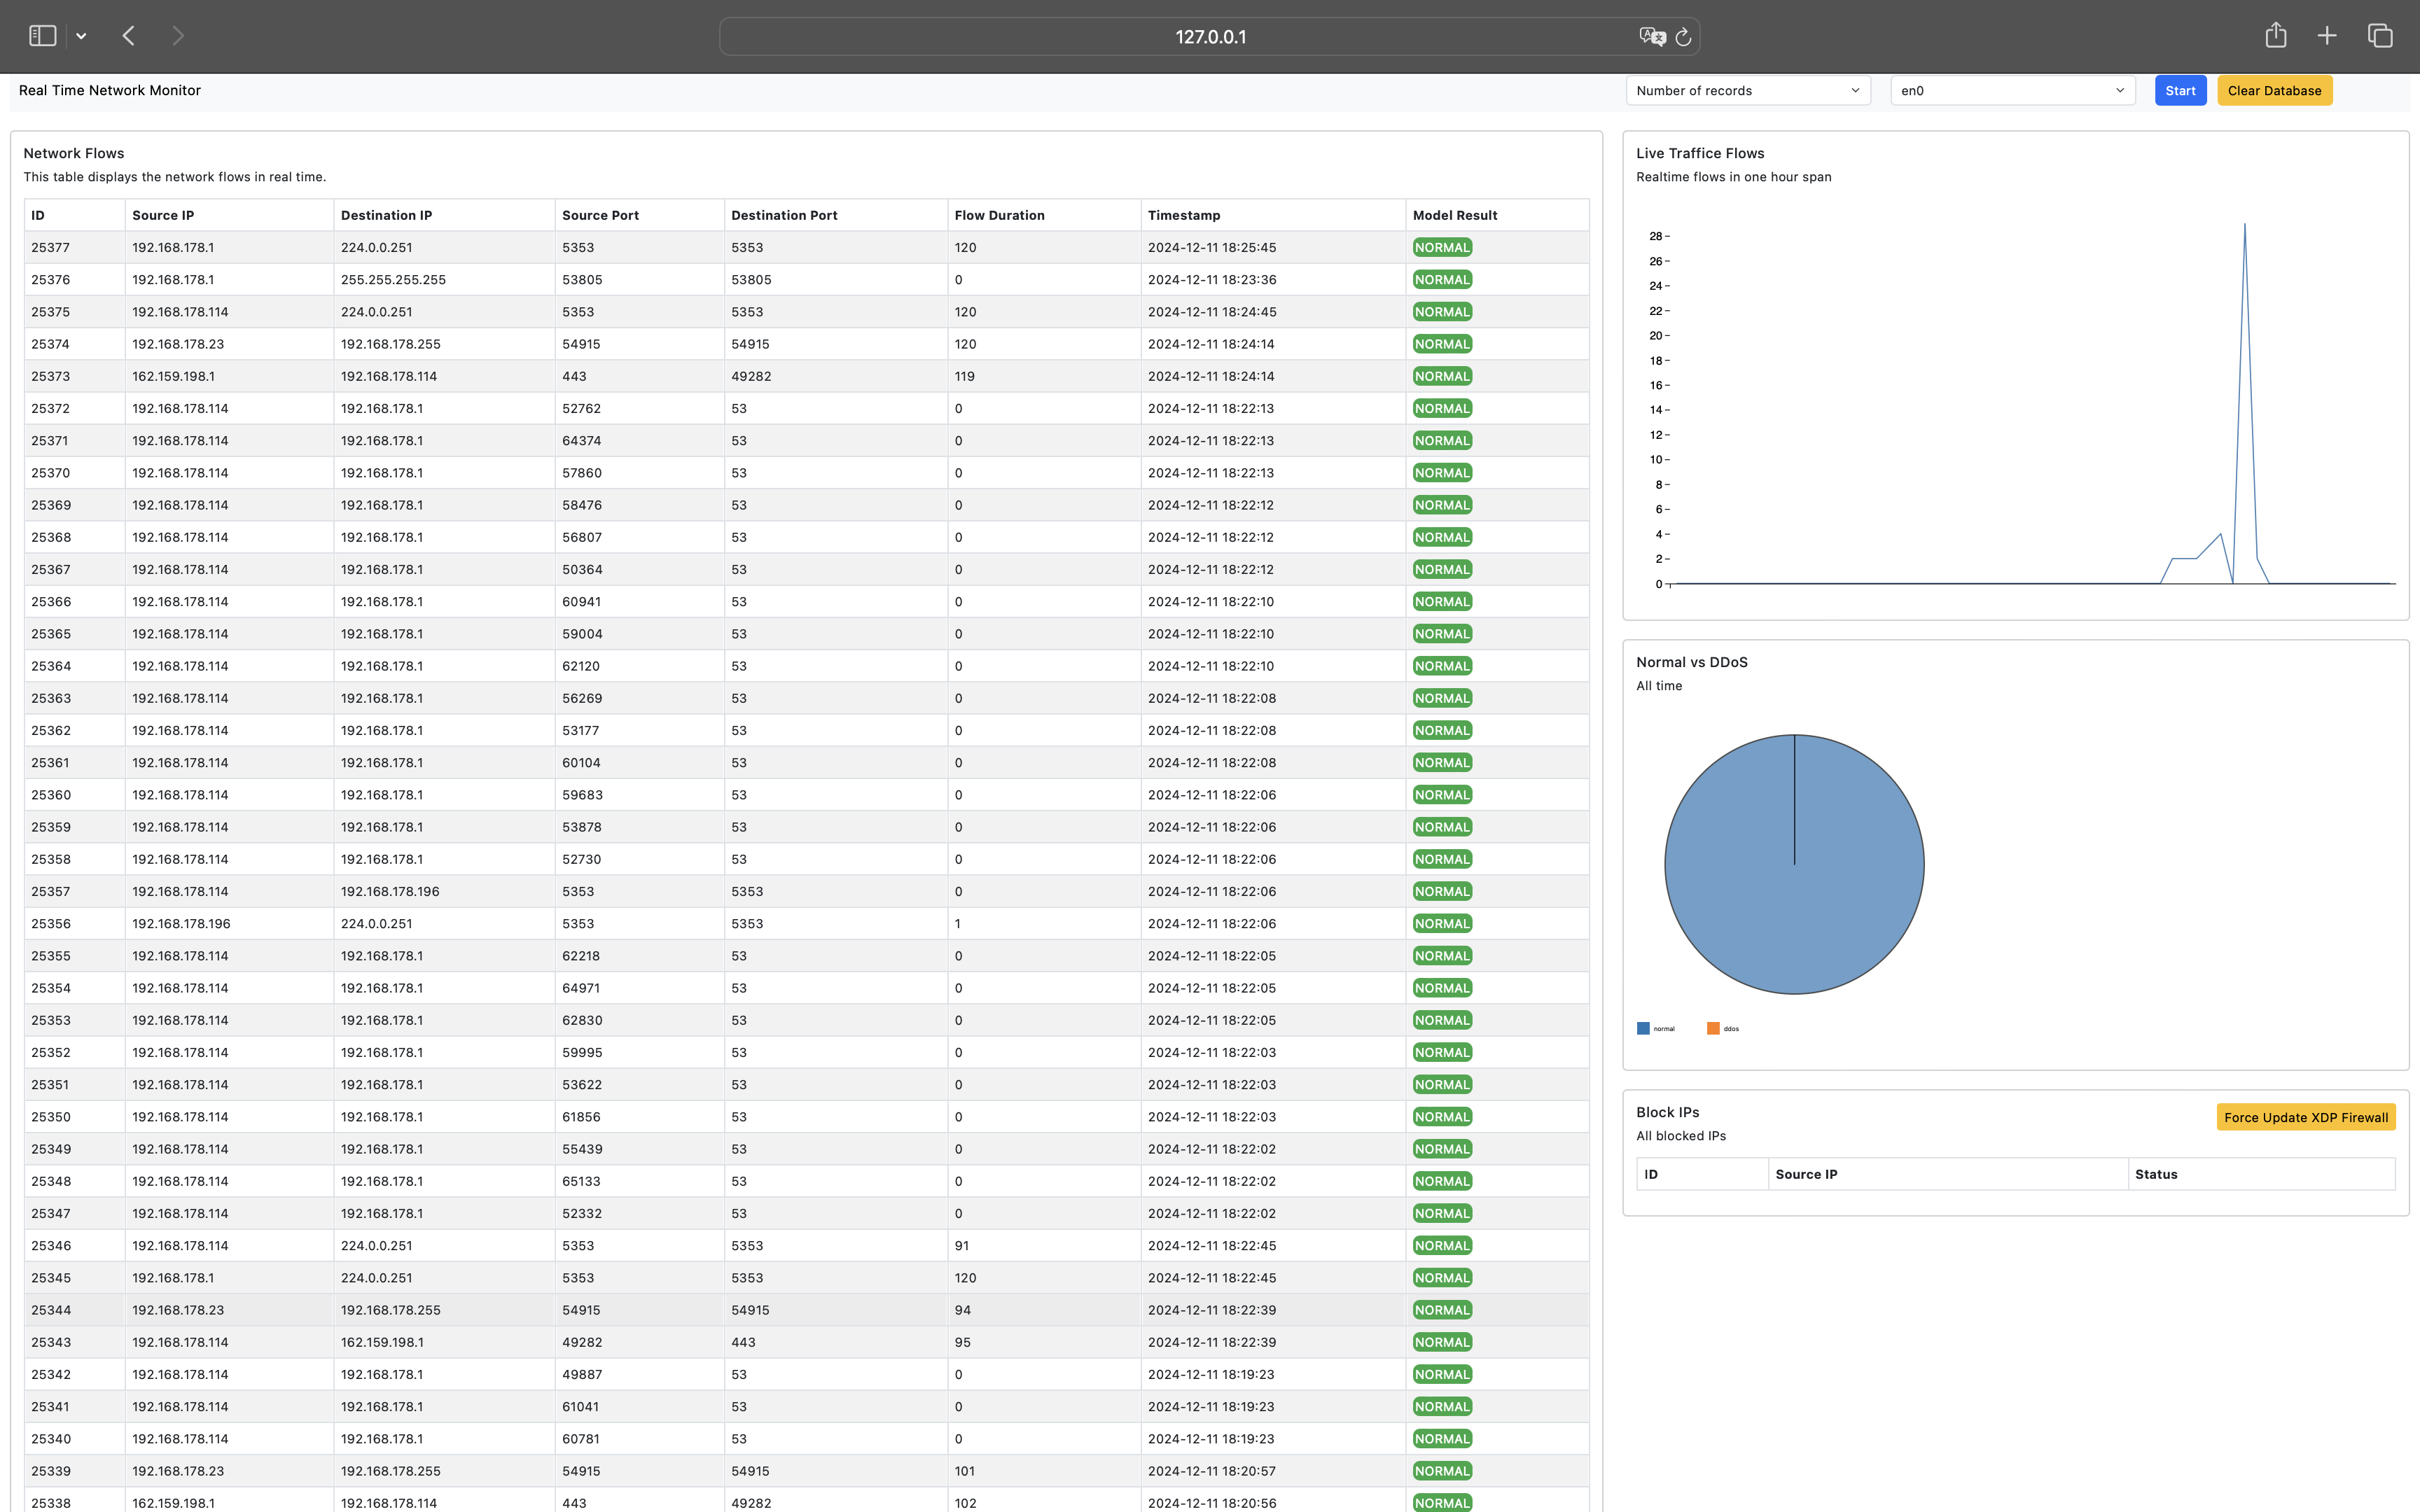 127.0.0.1
Real Time Network Monitor
Number of records
en0
Start
Clear Database
Network Flows
This table displays the network flows in real time.
ID Source IP Destination IP Source Port Destination Port Flow Duration Timestamp Model Result
25377 192.168.178.1 224.0.0.251 5353 5353 120 2024-12-11 18:25:45 NORMAL
25376 192.168.178.1 255.255.255.255 53805 53805 0 2024-12-11 18:23:36 NORMAL
25375 192.168.178.114 224.0.0.251 5353 5353 120 2024-12-11 18:24:45 NORMAL
25374 192.168.178.23 192.168.178.255 54915 54915 120 2024-12-11 18:24:14 NORMAL
25373 162.159.198.1 192.168.178.114 443 49282 119 2024-12-11 18:24:14 NORMAL
25372 192.168.178.114 192.168.178.1 52762 53 0 2024-12-11 18:22:13 NORMAL
25371 192.168.178.114 192.168.178.1 64374 53 0 2024-12-11 18:22:13 NORMAL
25370 192.168.178.114 192.168.178.1 57860 53 0 2024-12-11 18:22:13 NORMAL
25369 192.168.178.114 192.168.178.1 58476 53 0 2024-12-11 18:22:12 NORMAL
25368 192.168.178.114 192.168.178.1 56807 53 0 2024-12-11 18:22:12 NORMAL
25367 192.168.178.114 192.168.178.1 50364 53 0 2024-12-11 18:22:12 NORMAL
25366 192.168.178.114 192.168.178.1 60941 53 0 2024-12-11 18:22:10 NORMAL
25365 192.168.178.114 192.168.178.1 59004 53 0 2024-12-11 18:22:10 NORMAL
25364 192.168.178.114 192.168.178.1 62120 53 0 2024-12-11 18:22:10 NORMAL
25363 192.168.178.114 192.168.178.1 56269 53 0 2024-12-11 18:22:08 NORMAL
25362 192.168.178.114 192.168.178.1 53177 53 0 2024-12-11 18:22:08 NORMAL
25361 192.168.178.114 192.168.178.1 60104 53 0 2024-12-11 18:22:08 NORMAL
25360 192.168.178.114 192.168.178.1 59683 53 0 2024-12-11 18:22:06 NORMAL
25359 192.168.178.114 192.168.178.1 53878 53 0 2024-12-11 18:22:06 NORMAL
25358 192.168.178.114 192.168.178.1 52730 53 0 2024-12-11 18:22:06 NORMAL
25357 192.168.178.114 192.168.178.196 5353 5353 0 2024-12-11 18:22:06 NORMAL
25356 192.168.178.196 224.0.0.251 5353 5353 1 2024-12-11 18:22:06 NORMAL
25355 192.168.178.114 192.168.178.1 62218 53 0 2024-12-11 18:22:05 NORMAL
25354 192.168.178.114 192.168.178.1 64971 53 0 2024-12-11 18:22:05 NORMAL
25353 192.168.178.114 192.168.178.1 62830 53 0 2024-12-11 18:22:05 NORMAL
25352 192.168.178.114 192.168.178.1 59995 53 0 2024-12-11 18:22:03 NORMAL
25351 192.168.178.114 192.168.178.1 53622 53 0 2024-12-11 18:22:03 NORMAL
25350 192.168.178.114 192.168.178.1 61856 53 0 2024-12-11 18:22:03 NORMAL
25349 192.168.178.114 192.168.178.1 55439 53 0 2024-12-11 18:22:02 NORMAL
25348 192.168.178.114 192.168.178.1 65133 53 0 2024-12-11 18:22:02 NORMAL
25347 192.168.178.114 192.168.178.1 52332 53 0 2024-12-11 18:22:02 NORMAL
25346 192.168.178.114 224.0.0.251 5353 5353 91 2024-12-11 18:22:45 NORMAL
25345 192.168.178.1 224.0.0.251 5353 5353 120 2024-12-11 18:22:45 NORMAL
25344 192.168.178.23 192.168.178.255 54915 54915 94 2024-12-11 18:22:39 NORMAL
25343 192.168.178.114 162.159.198.1 49282 443 95 2024-12-11 18:22:39 NORMAL
25342 192.168.178.114 192.168.178.1 49887 53 0 2024-12-11 18:19:23 NORMAL
25341 192.168.178.114 192.168.178.1 61041 53 0 2024-12-11 18:19:23 NORMAL
25340 192.168.178.114 192.168.178.1 60781 53 0 2024-12-11 18:19:23 NORMAL
25339 192.168.178.23 192.168.178.255 54915 54915 101 2024-12-11 18:20:57 NORMAL
25338 162.159.198.1 192.168.178.114 443 49282 102 2024-12-11 18:20:56 NORMAL
Live Traffice Flows
Realtime flows in one hour span
28
26
24
22
20
18
16
14
12
10
8
6
4
2
0
Normal vs DDoS
All time
normal
ddos
Block IPs
Force Update XDP Firewall
All blocked IPs
ID Source IP Status